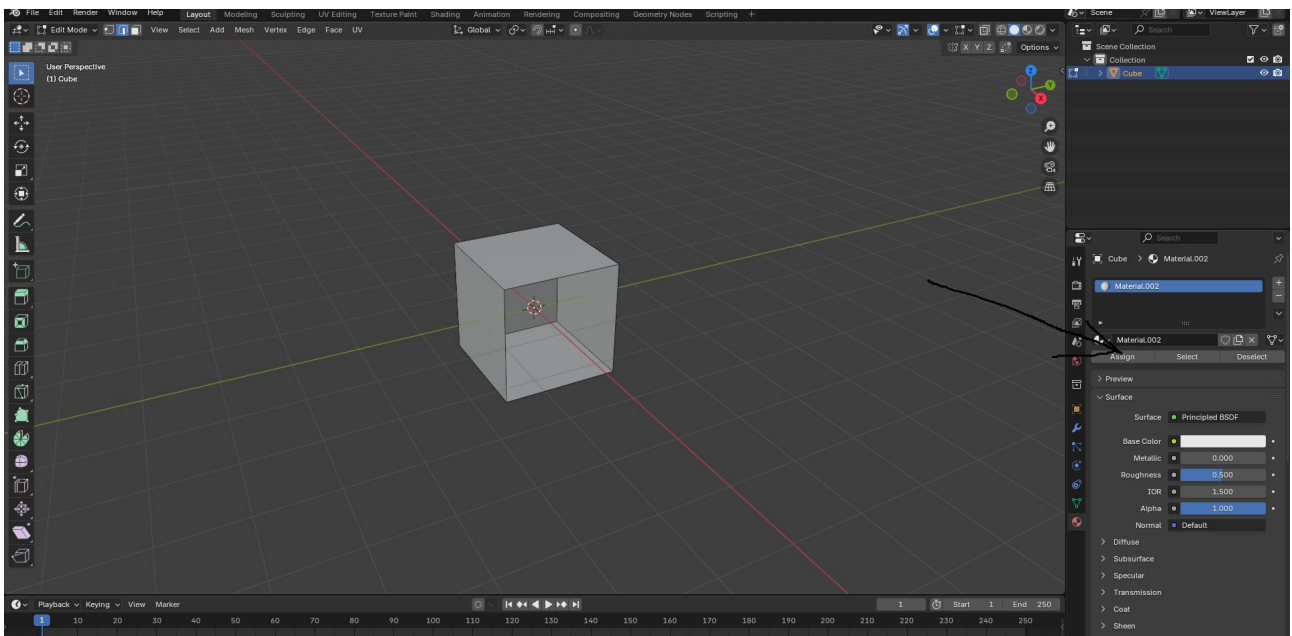 File Edit Render Window Help Layout Modeling Sculpting UV Editing Texture Paint Shading Animation Rendering Compositing Geometry Nodes Scripting + Scene ViewLayer
Edit Mode View Select Add Mesh Vertex Edge Face UV Global Search
X Y Z Options
Scene Collection
Collection
Cube
User Perspective
(1) Cube
Z
Y
X
Search
Cube > Material.002
Material.002
Material.002
Assign Select Deselect
Preview
Surface
Surface Principled BSDF
Base Color
Metallic 0.000
Roughness 0.500
IOR 1.500
Alpha 1.000
Normal Default
Diffuse
Subsurface
Specular
Transmission
Coat
Sheen
Playback Keying View Marker 1 Start 1 End 250
1 10 20 30 40 50 60 70 80 90 100 110 120 130 140 150 160 170 180 190 200 210 220 230 240 250